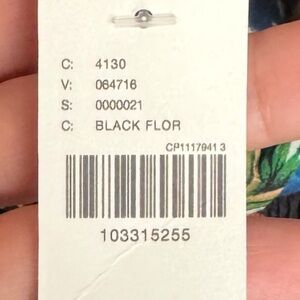 C: 4130
V: 064716
S: 0000021
C: BLACK FLOR
CP1117941 3
103315255